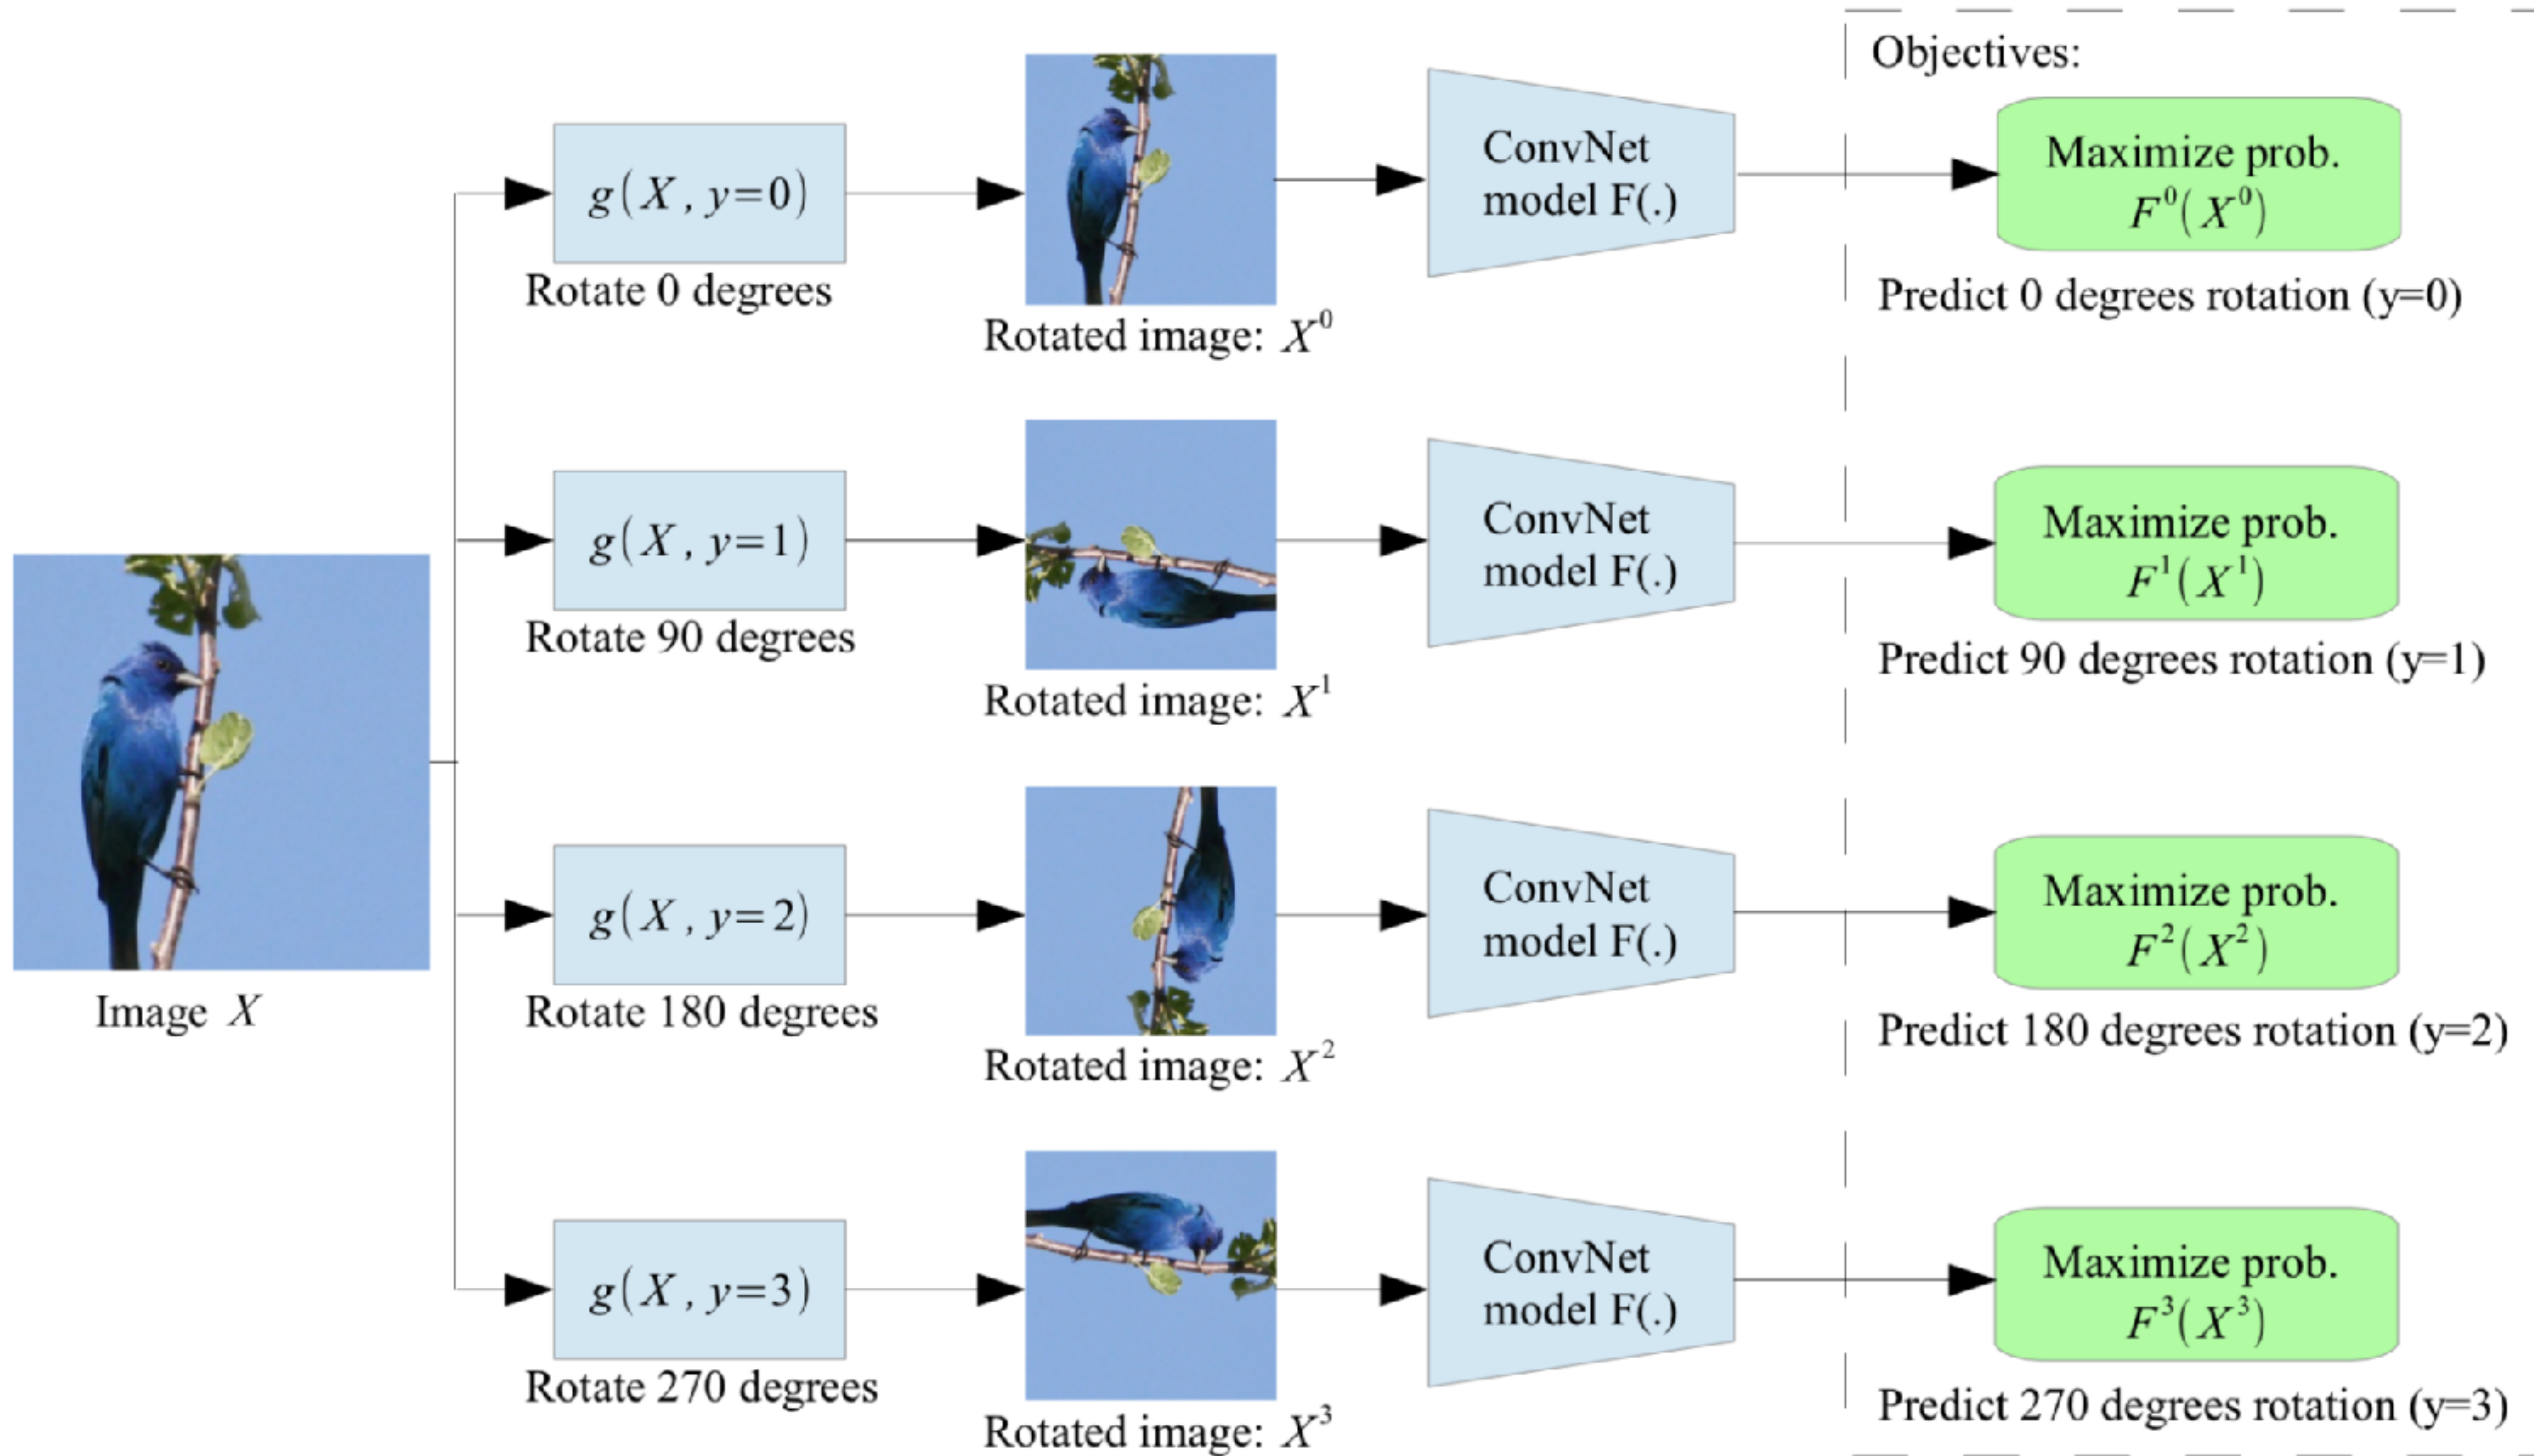 Objectives:
g(X, y=0)
Rotate 0 degrees
Rotated image: X⁰
ConvNet
model F(.)
Maximize prob.
F⁰(X⁰)
Predict 0 degrees rotation (y=0)
g(X, y=1)
Rotate 90 degrees
Rotated image: X¹
ConvNet
model F(.)
Maximize prob.
F¹(X¹)
Predict 90 degrees rotation (y=1)
Image X
g(X, y=2)
Rotate 180 degrees
Rotated image: X²
ConvNet
model F(.)
Maximize prob.
F²(X²)
Predict 180 degrees rotation (y=2)
g(X, y=3)
Rotate 270 degrees
Rotated image: X³
ConvNet
model F(.)
Maximize prob.
F³(X³)
Predict 270 degrees rotation (y=3)